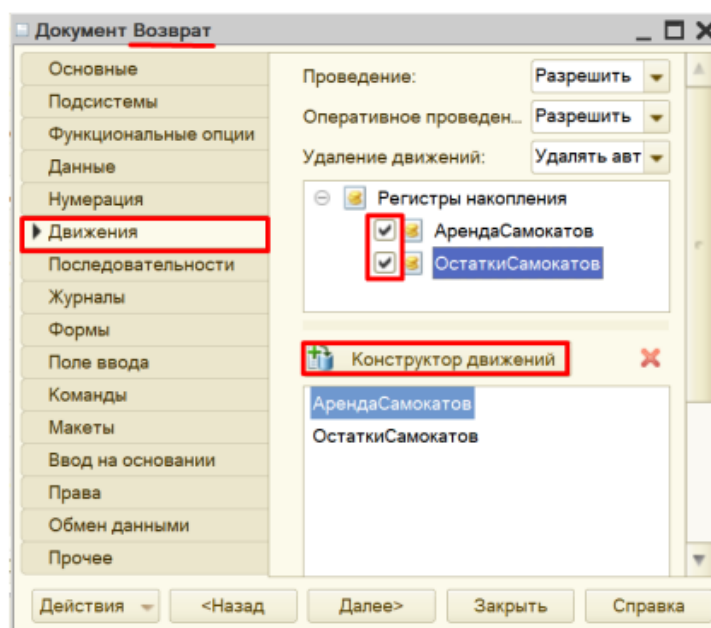 Документ Возврат
Основные
Подсистемы
Функциональные опции
Данные
Нумерация
Движения
Последовательности
Журналы
Формы
Поле ввода
Команды
Макеты
Ввод на основании
Права
Обмен данными
Прочее
Проведение: Разрешить
Оперативное проведен... Разрешить
Удаление движений: Удалять авт
Регистры накопления
АрендаСамокатов
ОстаткиСамокатов
Конструктор движений
АрендаСамокатов
ОстаткиСамокатов
Действия <Назад Далее> Закрыть Справка